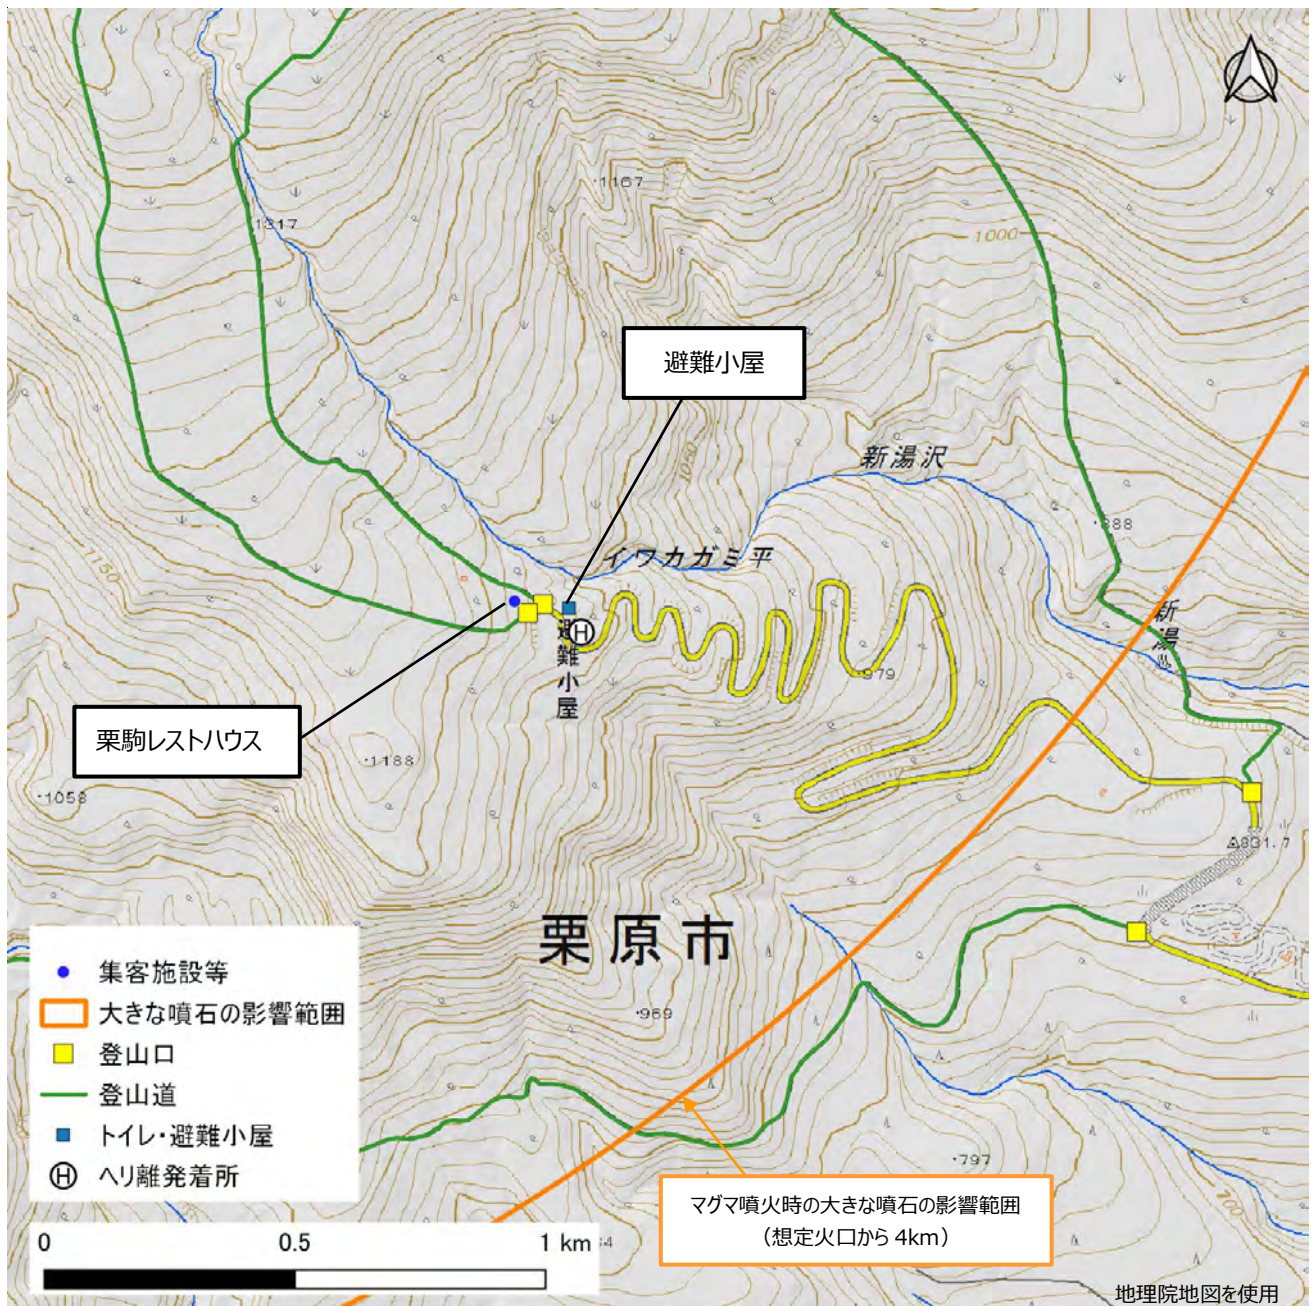 ・1167
1317
1000
避難小屋
新湯沢
1050
・888
イワカガミ平
1150
新湯
H
避難小屋
・979
栗駒レストハウス
・1188
・1058
831.7
栗原市
集客施設等
大きな噴石の影響範囲
登山口
登山道
トイレ・避難小屋
H ヘリ離発着所
・969
・797
700
マグマ噴火時の大きな噴石の影響範囲
（想定火口から 4km）
0 0.5 1 km
地理院地図を使用